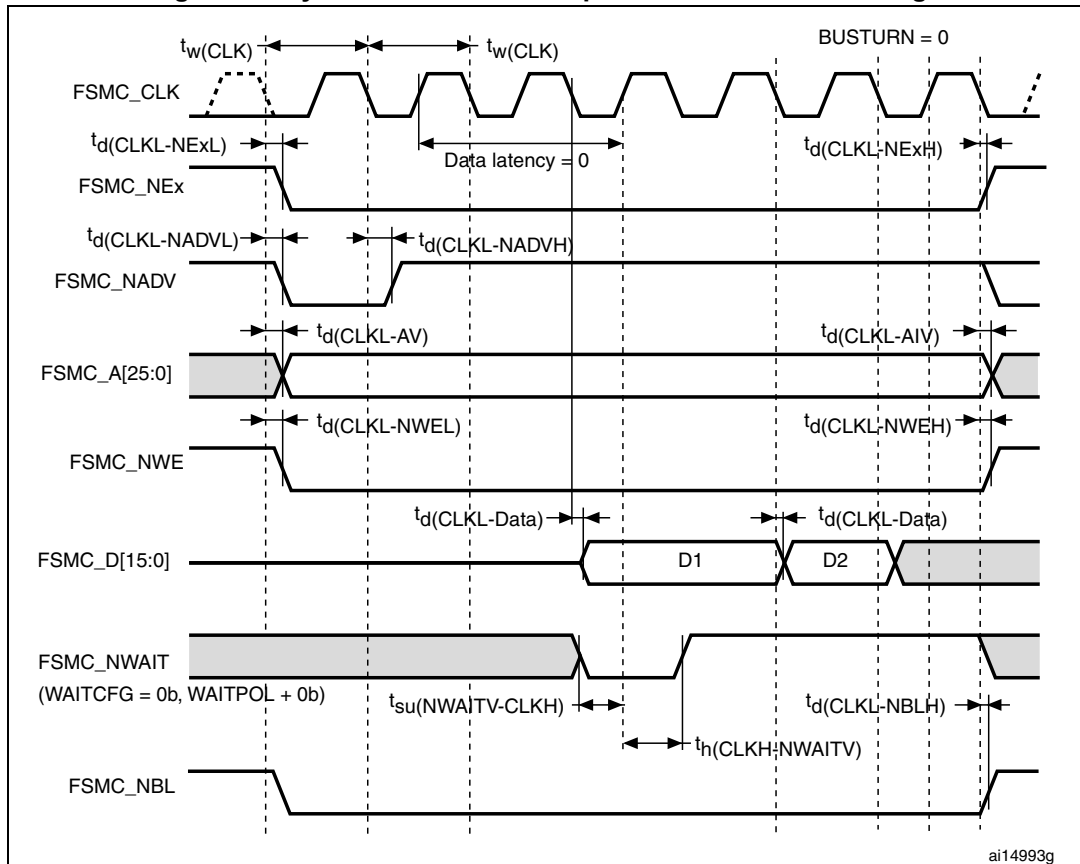 tw(CLK)
tw(CLK)
BUSTURN = 0
FSMC_CLK
td(CLKL-NExL)
Data latency = 0
td(CLKL-NExH)
FSMC_NEx
td(CLKL-NADVL)
td(CLKL-NADVH)
FSMC_NADV
td(CLKL-AV)
td(CLKL-AIV)
FSMC_A[25:0]
td(CLKL-NWEL)
td(CLKL-NWEH)
FSMC_NWE
td(CLKL-Data)
td(CLKL-Data)
FSMC_D[15:0]
D1
D2
FSMC_NWAIT
(WAITCFG = 0b, WAITPOL + 0b)
tsu(NWAITV-CLKH)
td(CLKL-NBLH)
th(CLKH-NWAITV)
FSMC_NBL
ai14993g